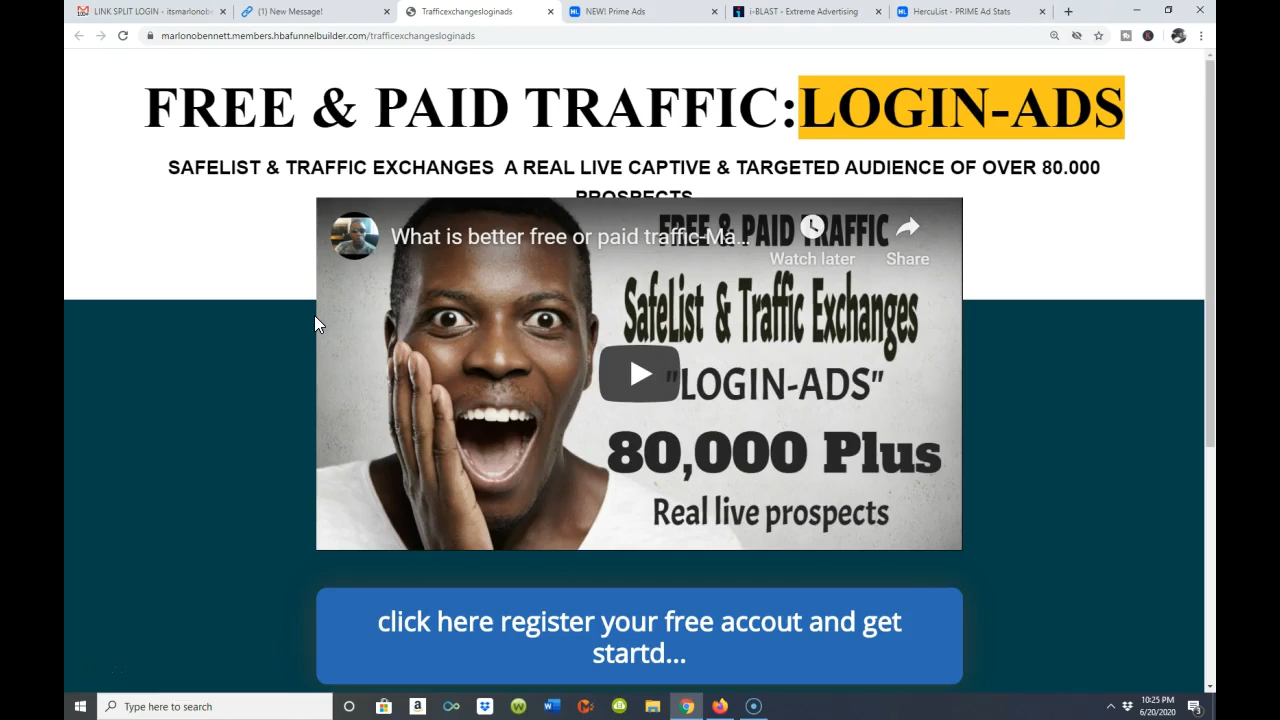 LINK SPLIT LOGIN - itsmarlonobe
(1) New Message!
Trafficexchangesloginads
NEW! Prime Ads
i-BLAST - Extreme Advertising
HercuList - PRIME Ad Stats
marlonobennett.members.hbafunnelbuilder.com/trafficexchangesloginads
FREE & PAID TRAFFIC:LOGIN-ADS
SAFELIST & TRAFFIC EXCHANGES A REAL LIVE CAPTIVE & TARGETED AUDIENCE OF OVER 80.000
PROSPECTS
What is better free or paid traffic-Ma...
FREE & PAID TRAFFIC
Watch later
Share
SafeList & Traffic Exchanges
"LOGIN-ADS"
80,000 Plus
Real live prospects
click here register your free accout and get
startd...
Type here to search
10:25 PM
6/20/2020